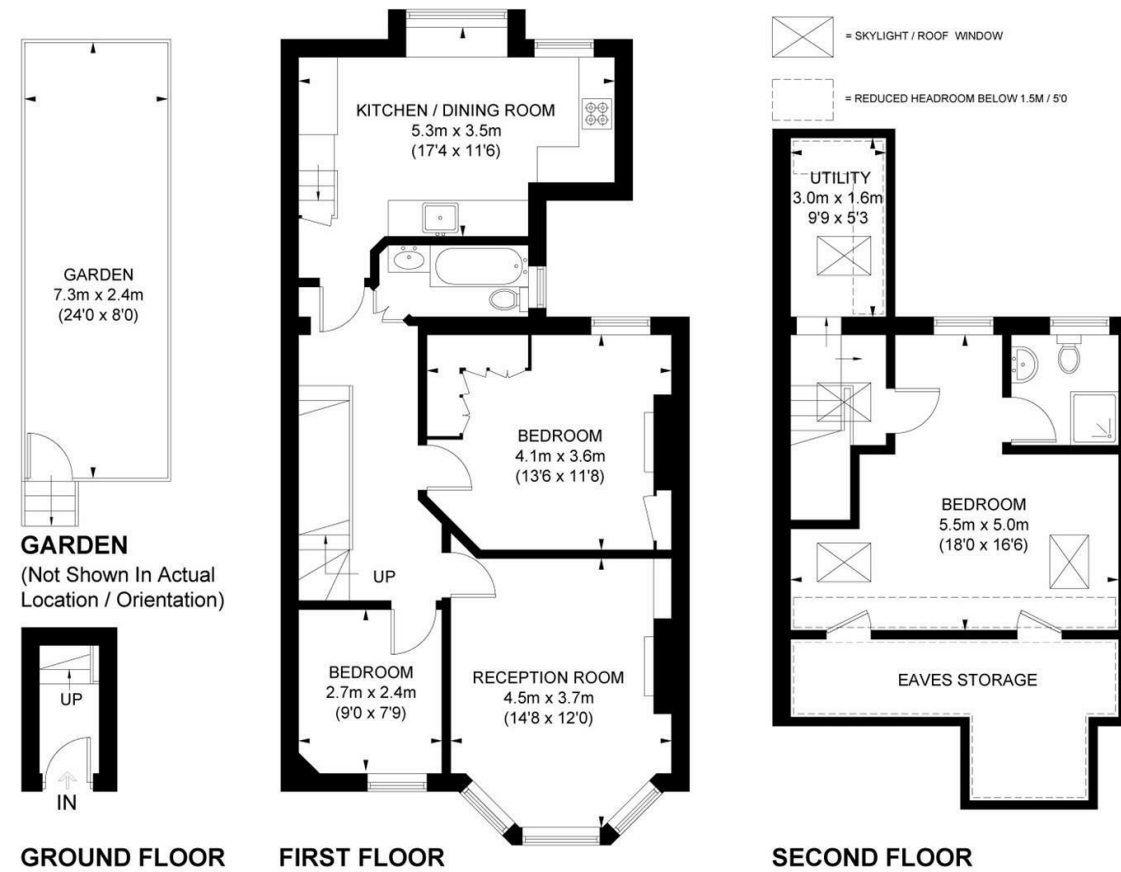 = SKYLIGHT / ROOF WINDOW
= REDUCED HEADROOM BELOW 1.5M / 5'0
GARDEN
7.3m x 2.4m
(24'0 x 8'0)
GARDEN
(Not Shown In Actual
Location / Orientation)
UP
IN
GROUND FLOOR
KITCHEN / DINING ROOM
5.3m x 3.5m
(17'4 x 11'6)
BEDROOM
4.1m x 3.6m
(13'6 x 11'8)
UP
BEDROOM
2.7m x 2.4m
(9'0 x 7'9)
RECEPTION ROOM
4.5m x 3.7m
(14'8 x 12'0)
FIRST FLOOR
UTILITY
3.0m x 1.6m
9'9 x 5'3
BEDROOM
5.5m x 5.0m
(18'0 x 16'6)
EAVES STORAGE
SECOND FLOOR